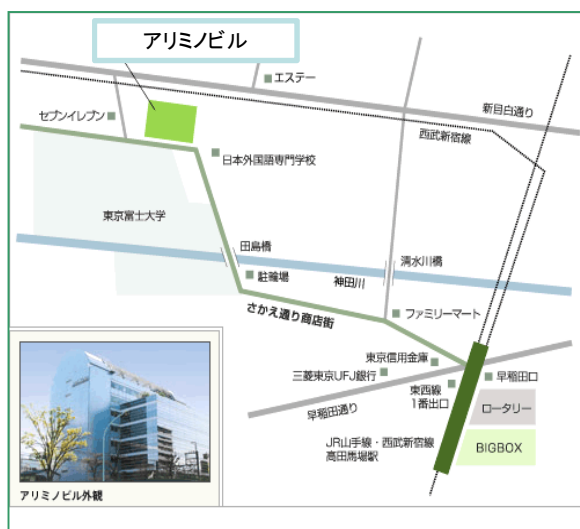 アリミノビル
エステー
新目白通り
セブンイレブン
西武新宿線
日本外国語専門学校
東京富士大学
田島橋
清水川橋
駐輪場
神田川
さかえ通り商店街
ファミリーマート
東京信用金庫
三菱東京UFJ銀行
東西線
1番出口
早稲田口
早稲田通り
ロータリー
JR山手線・西武新宿線
高田馬場駅
BIGBOX
アリミノビル外観